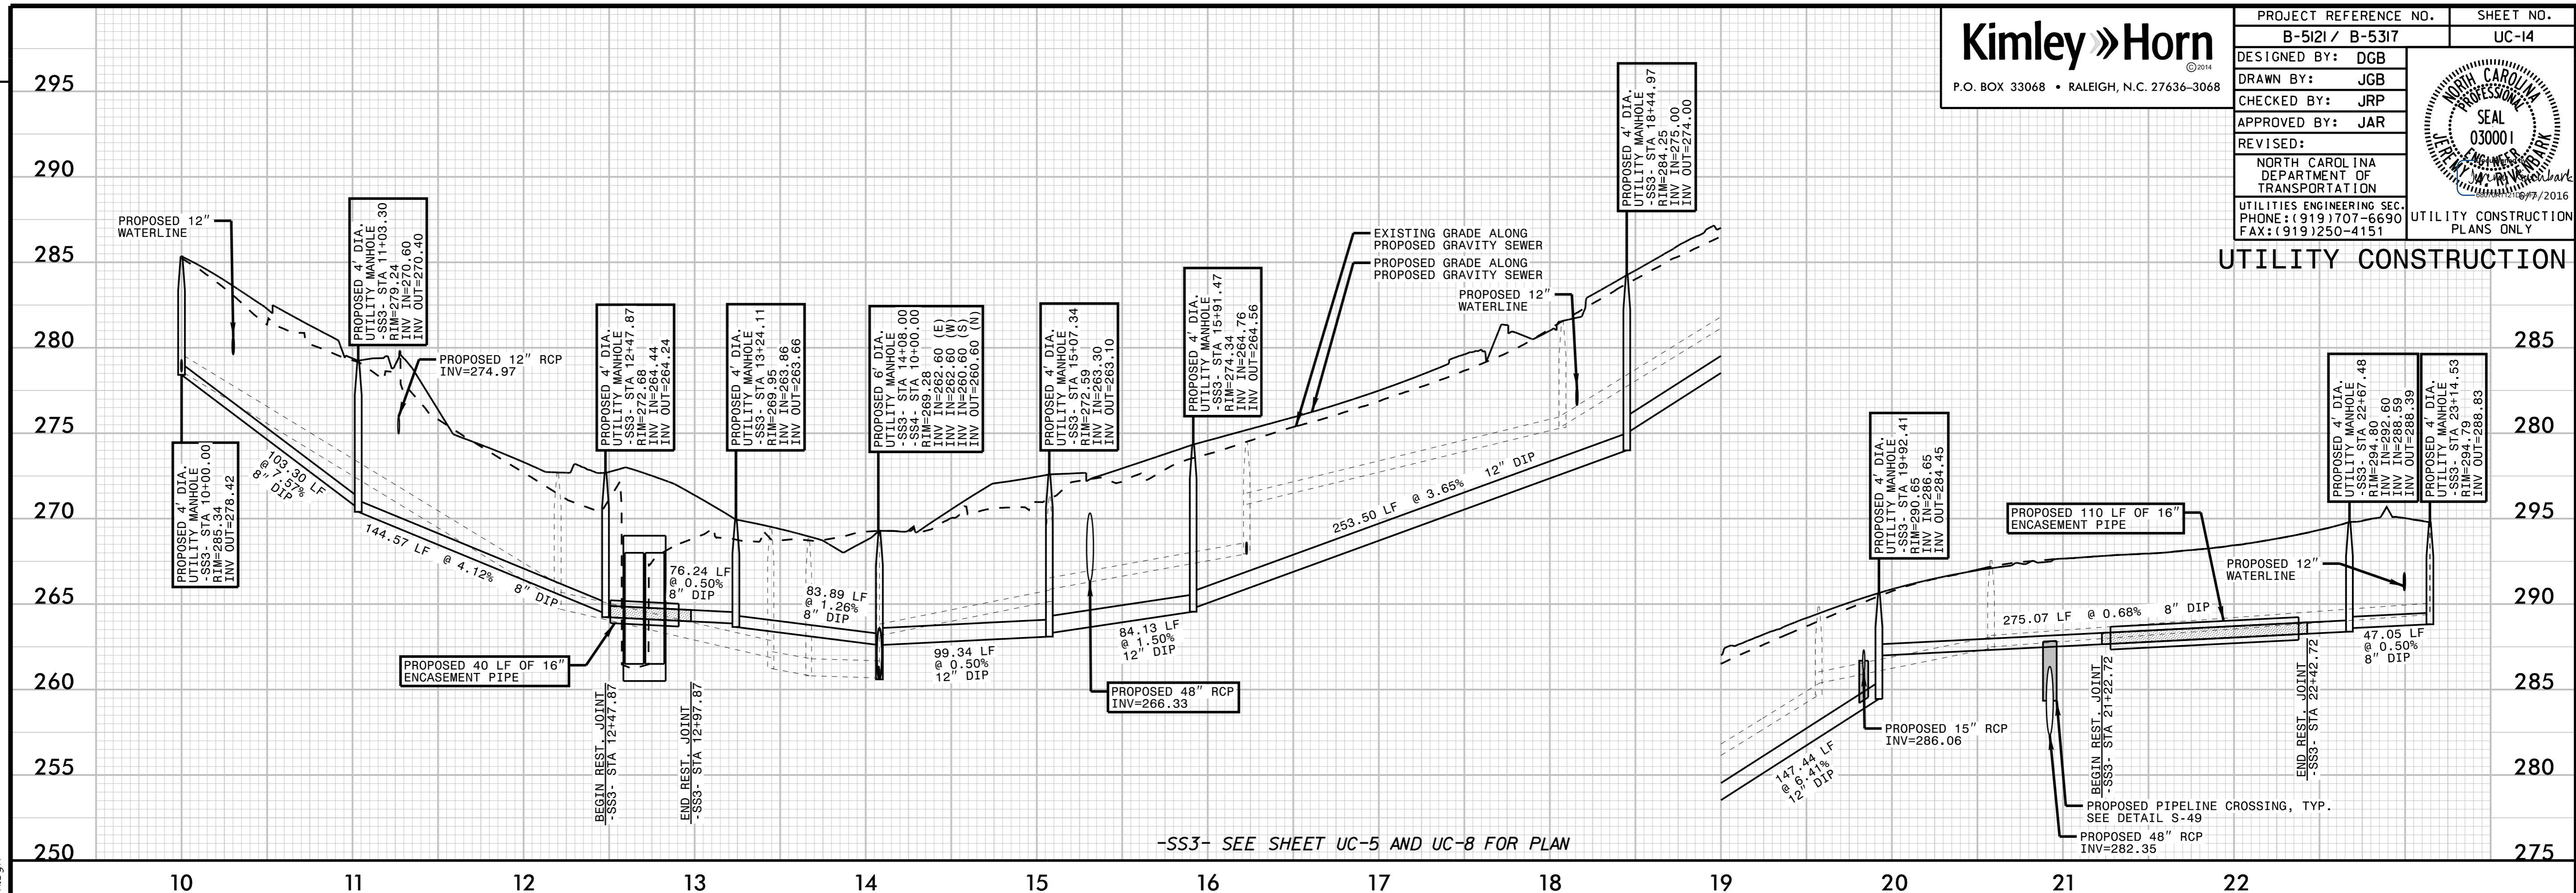 Kimley»Horn
©2014
P.O. BOX 33068 • RALEIGH, N.C. 27636-3068
PROJECT REFERENCE NO.
SHEET NO.
B-5121 / B-5317
UC-14
DESIGNED BY: DGB
DRAWN BY: JGB
CHECKED BY: JRP
APPROVED BY: JAR
REVISED:
NORTH CAROLINA
DEPARTMENT OF
TRANSPORTATION
UTILITIES ENGINEERING SEC.
PHONE:(919)707-6690
FAX:(919)250-4151
NORTH CAROLINA
PROFESSIONAL
SEAL
030001
ENGINEER
JEREMY A. RIVENBARK
6/7/2016
UTILITY CONSTRUCTION
PLANS ONLY
UTILITY CONSTRUCTION
295
290
285
280
275
270
265
260
255
250
PROPOSED 12"
WATERLINE
PROPOSED 4' DIA.
UTILITY MANHOLE
-SS3- STA 10+00.00
RIM=285.34
INV OUT=278.42
103.30 LF
@ 7.57%
8" DIP
PROPOSED 4' DIA.
UTILITY MANHOLE
-SS3- STA 11+03.30
RIM=279.24
INV IN=270.60
INV OUT=270.40
PROPOSED 12" RCP
INV=274.97
144.57 LF @ 4.12%
8" DIP
PROPOSED 4' DIA.
UTILITY MANHOLE
-SS3- STA 12+47.87
RIM=272.68
INV IN=264.44
INV OUT=264.24
PROPOSED 40 LF OF 16"
ENCASEMENT PIPE
BEGIN REST. JOINT
-SS3- STA 12+47.87
END REST. JOINT
-SS3- STA 12+97.87
76.24 LF
@ 0.50%
8" DIP
PROPOSED 4' DIA.
UTILITY MANHOLE
-SS3- STA 13+24.11
RIM=269.95
INV IN=263.86
INV OUT=263.66
83.89 LF
@ 1.26%
8" DIP
PROPOSED 6' DIA.
UTILITY MANHOLE
-SS3- STA 14+08.00
-SS4- STA 10+00.00
RIM=269.28
INV IN=262.60 (E)
INV IN=262.60 (W)
INV IN=260.60 (S)
INV OUT=260.60 (N)
99.34 LF
@ 0.50%
12" DIP
PROPOSED 4' DIA.
UTILITY MANHOLE
-SS3- STA 15+07.34
RIM=272.59
INV IN=263.30
INV OUT=263.10
PROPOSED 48" RCP
INV=266.33
84.13 LF
@ 1.50%
12" DIP
PROPOSED 4' DIA.
UTILITY MANHOLE
-SS3- STA 15+91.47
RIM=274.34
INV IN=264.76
INV OUT=264.56
EXISTING GRADE ALONG
PROPOSED GRAVITY SEWER
PROPOSED GRADE ALONG
PROPOSED GRAVITY SEWER
PROPOSED 12"
WATERLINE
253.50 LF @ 3.65%
12" DIP
PROPOSED 4' DIA.
UTILITY MANHOLE
-SS3- STA 18+44.97
RIM=284.25
INV IN=275.00
INV OUT=274.00
147.44 LF
@ 6.41%
12" DIP
PROPOSED 4' DIA.
UTILITY MANHOLE
-SS3- STA 19+92.41
RIM=290.65
INV IN=286.65
INV OUT=284.45
PROPOSED 15" RCP
INV=286.06
275.07 LF @ 0.68% 8" DIP
PROPOSED 110 LF OF 16"
ENCASEMENT PIPE
PROPOSED 12"
WATERLINE
BEGIN REST. JOINT
-SS3- STA 21+22.72
END REST. JOINT
-SS3- STA 22+42.72
PROPOSED PIPELINE CROSSING, TYP.
SEE DETAIL S-49
PROPOSED 48" RCP
INV=282.35
PROPOSED 4' DIA.
UTILITY MANHOLE
-SS3- STA 22+67.48
RIM=294.80
INV IN=292.60
INV IN=288.59
INV OUT=288.39
47.05 LF
@ 0.50%
8" DIP
PROPOSED 4' DIA.
UTILITY MANHOLE
-SS3- STA 23+14.53
RIM=294.79
INV OUT=288.83
285
280
275
270
295
290
285
280
275
-SS3- SEE SHEET UC-5 AND UC-8 FOR PLAN
10
11
12
13
14
15
16
17
18
19
20
21
22